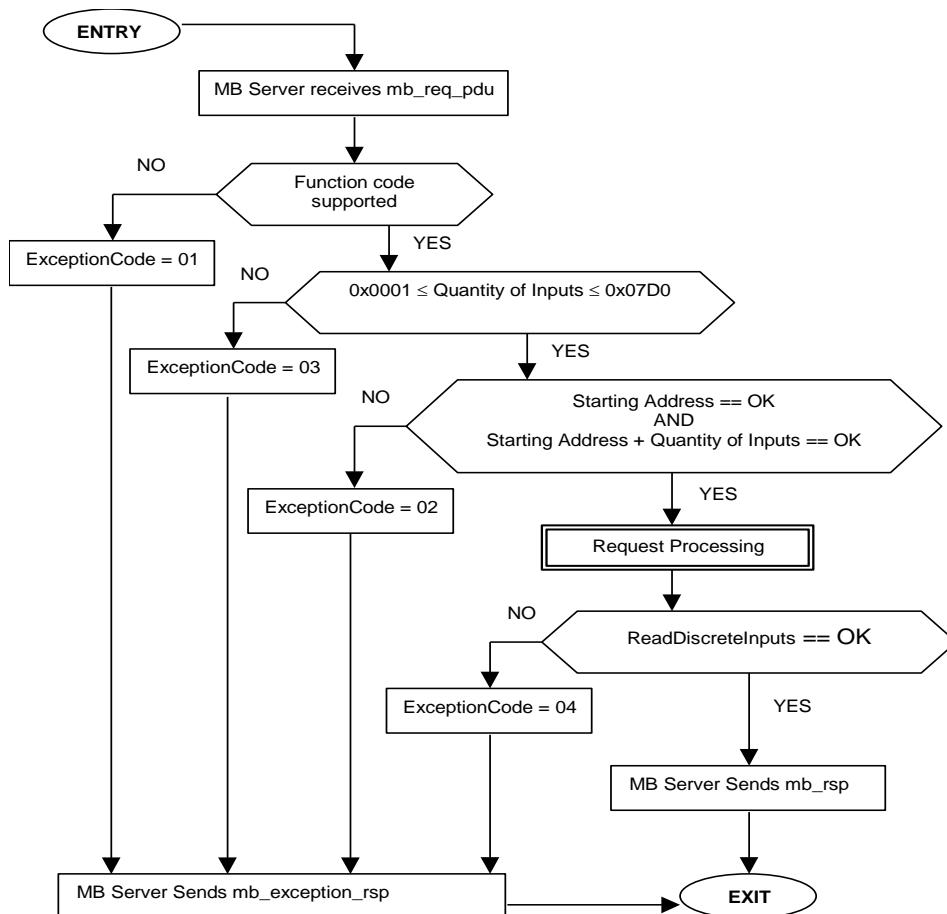 ENTRY
MB Server receives mb_req_pdu
NO
Function code
supported
YES
ExceptionCode = 01
NO
0x0001 ≤ Quantity of Inputs ≤ 0x07D0
YES
ExceptionCode = 03
NO
Starting Address == OK
AND
Starting Address + Quantity of Inputs == OK
YES
ExceptionCode = 02
Request Processing
NO
ReadDiscreteInputs == OK
YES
ExceptionCode = 04
MB Server Sends mb_rsp
MB Server Sends mb_exception_rsp
EXIT